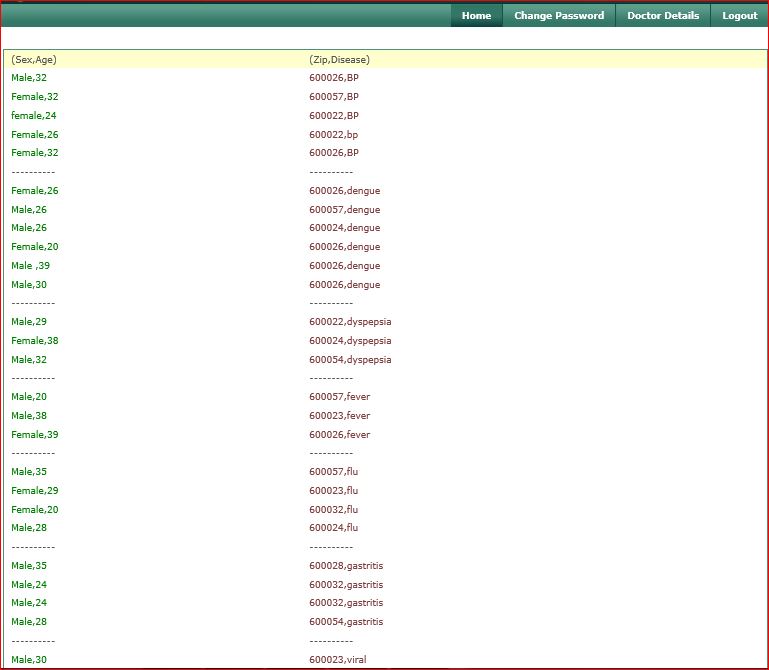 Home Change Password Doctor Details Logout
(Sex,Age) (Zip,Disease)
Male,32 600026,BP
Female,32 600057,BP
female,24 600022,BP
Female,26 600022,bp
Female,32 600026,BP
---------- ----------
Female,26 600026,dengue
Male,26 600057,dengue
Male,26 600024,dengue
Female,20 600026,dengue
Male ,39 600026,dengue
Male,30 600026,dengue
---------- ----------
Male,29 600022,dyspepsia
Female,38 600024,dyspepsia
Male,32 600054,dyspepsia
---------- ----------
Male,20 600057,fever
Male,38 600023,fever
Female,39 600026,fever
---------- ----------
Male,35 600057,flu
Female,29 600023,flu
Female,20 600032,flu
Male,28 600024,flu
---------- ----------
Male,35 600028,gastritis
Male,24 600032,gastritis
Male,24 600032,gastritis
Male,28 600054,gastritis
---------- ----------
Male,30 600023,viral